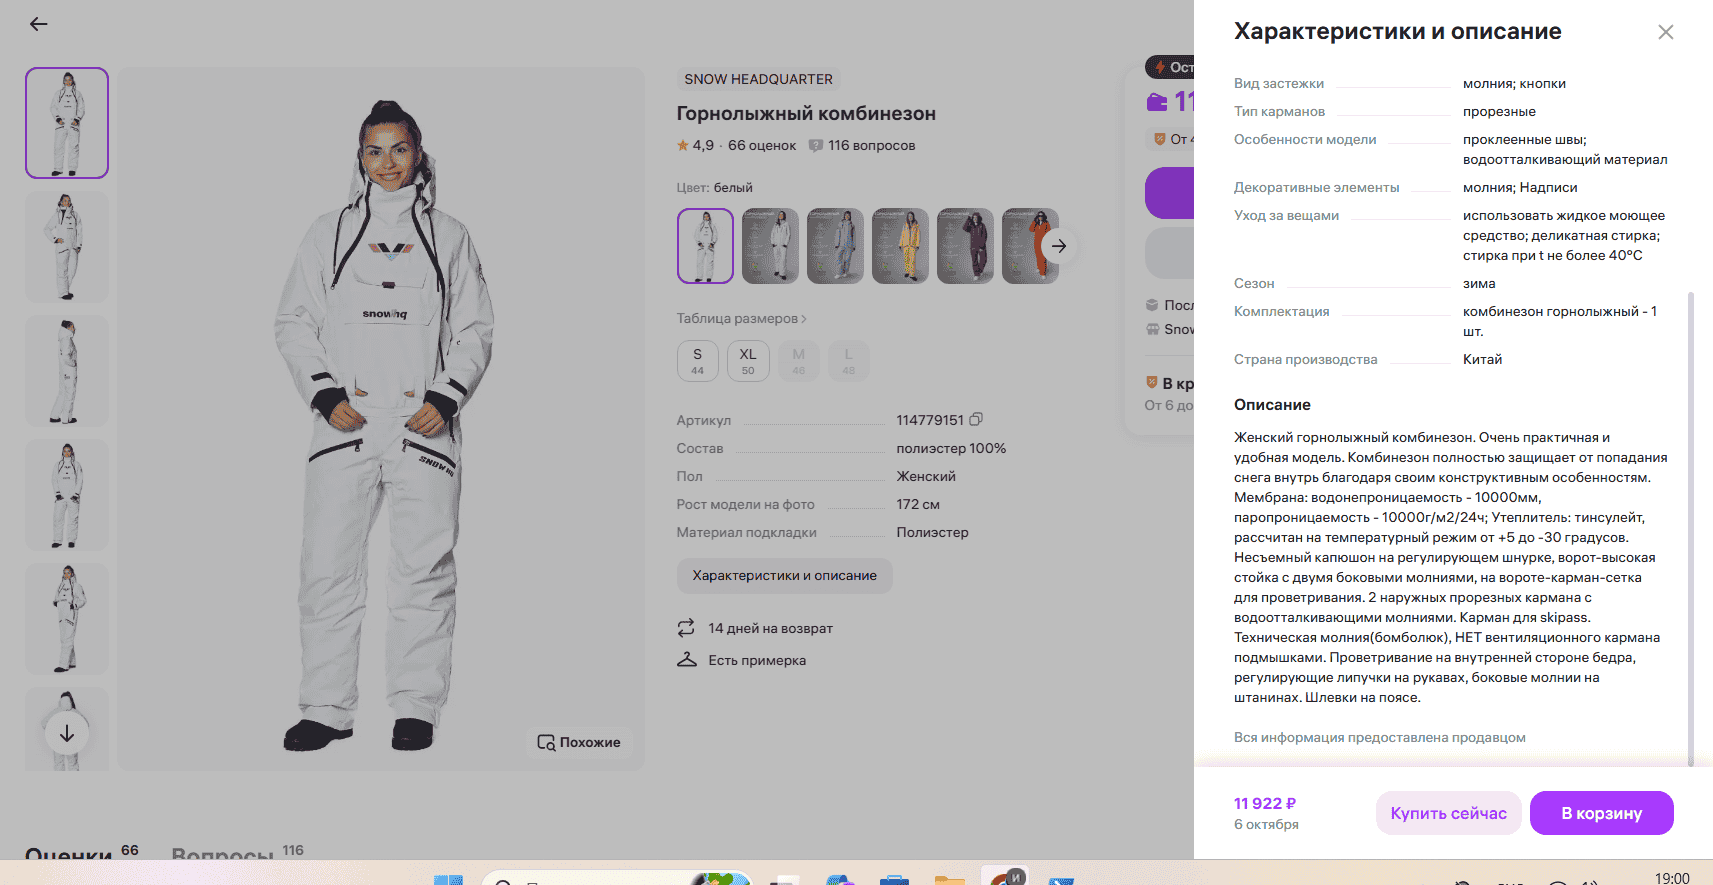 SNOW HEADQUARTER
Горнолыжный комбинезон
4,9 · 66 оценок 116 вопросов
Цвет: белый
Таблица размеров
S XL M L
44 50 46 48
Артикул 114779151
Состав полиэстер 100%
Пол Женский
Рост модели на фото 172 см
Материал подкладки Полиэстер
Характеристики и описание
14 дней на возврат
Есть примерка
snowhq
SNOW HQ
Похожие
Оценки 66 Вопросы 116
Ост
11
От 4
Посл
Snow
В кр
От 6 до
Характеристики и описание
Вид застежки молния; кнопки
Тип карманов прорезные
Особенности модели проклеенные швы;
водоотталкивающий материал
Декоративные элементы молния; Надписи
Уход за вещами использовать жидкое моющее
средство; деликатная стирка;
стирка при t не более 40°C
Сезон зима
Комплектация комбинезон горнолыжный - 1
шт.
Страна производства Китай
Описание
Женский горнолыжный комбинезон. Очень практичная и
удобная модель. Комбинезон полностью защищает от попадания
снега внутрь благодаря своим конструктивным особенностям.
Мембрана: водонепроницаемость - 10000мм,
паропроницаемость - 10000г/м2/24ч; Утеплитель: тинсулейт,
рассчитан на температурный режим от +5 до -30 градусов.
Несъемный капюшон на регулирующем шнурке, ворот-высокая
стойка с двумя боковыми молниями, на вороте-карман-сетка
для проветривания. 2 наружных прорезных кармана с
водоотталкивающими молниями. Карман для skipass.
Техническая молния(бомболюк), НЕТ вентиляционного кармана
подмышками. Проветривание на внутренней стороне бедра,
регулирующие липучки на рукавах, боковые молнии на
штанинах. Шлевки на поясе.
Вся информация предоставлена продавцом
11 922 ₽
6 октября
Купить сейчас
В корзину
И
19:00